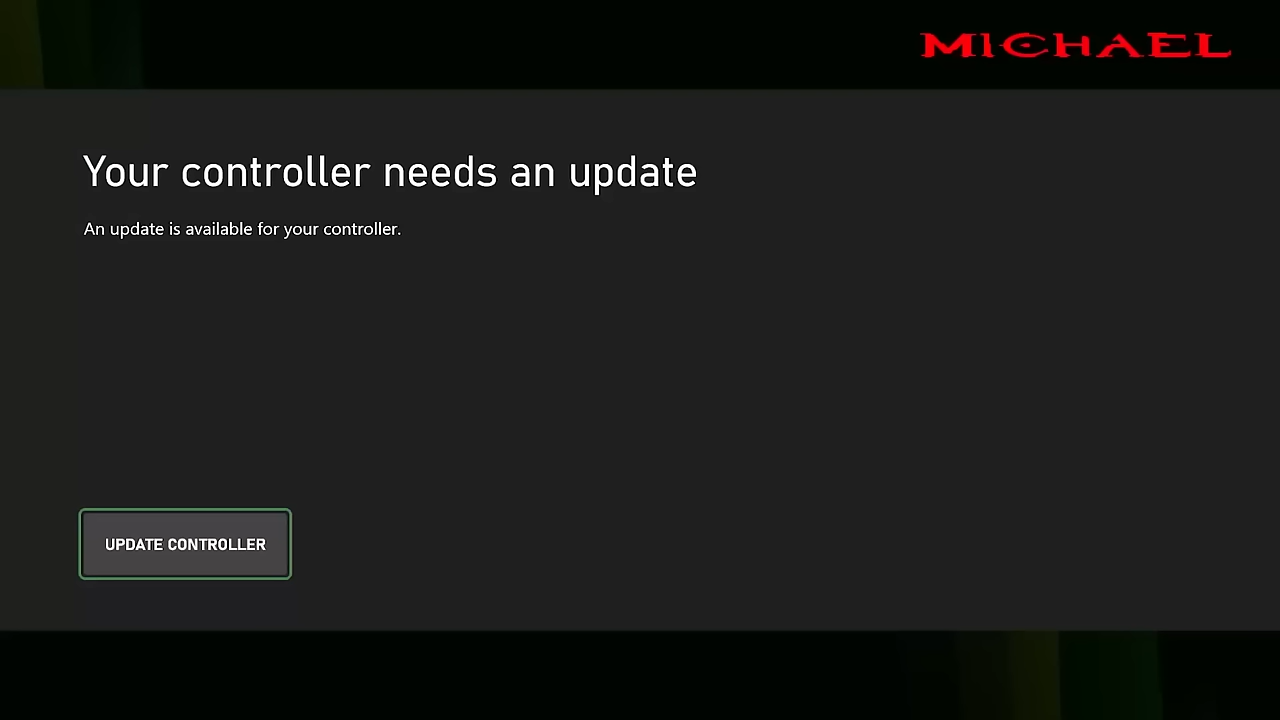 MICHAEL
Your controller needs an update
An update is available for your controller.
UPDATE CONTROLLER